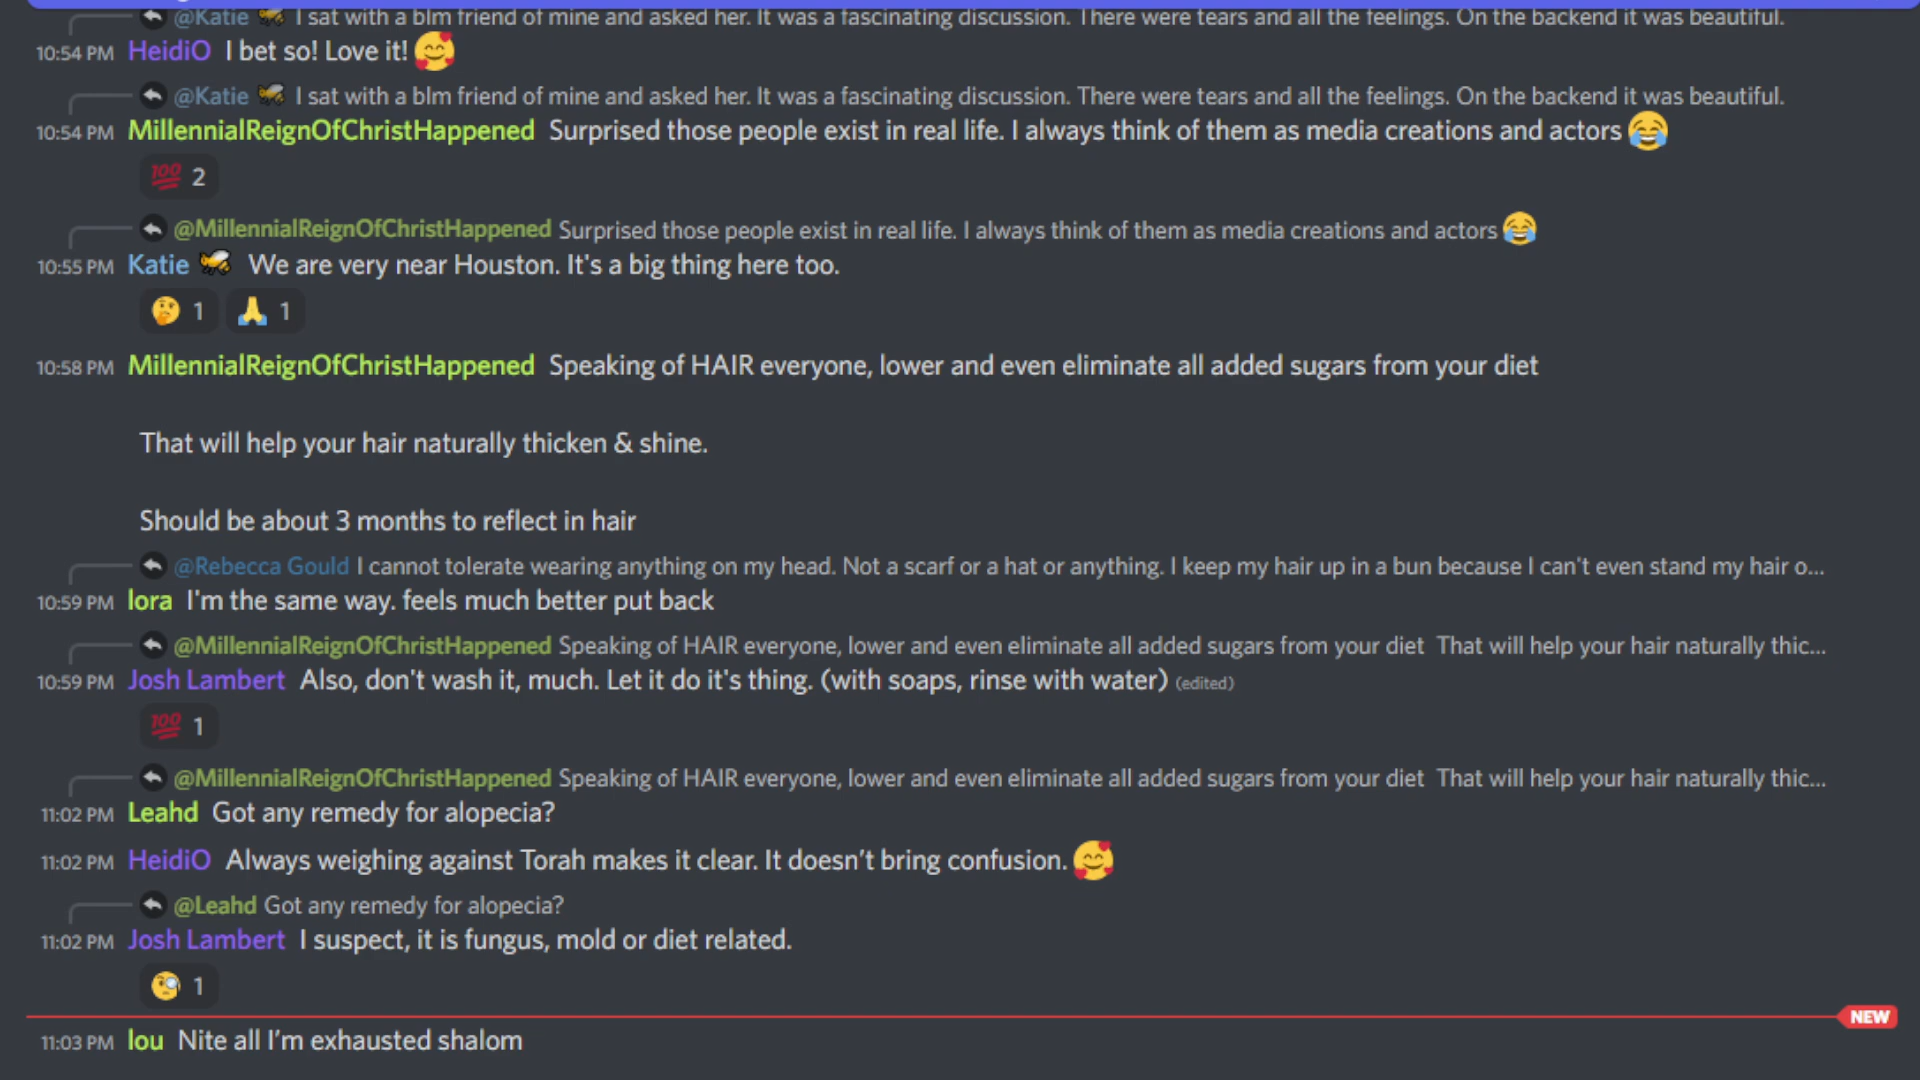 @Katie I sat with a blm friend of mine and asked her. It was a fascinating discussion. There were tears and all the feelings. On the backend it was beautiful.
10:54 PM HeidiO I bet so! Love it! 🥰
@Katie I sat with a blm friend of mine and asked her. It was a fascinating discussion. There were tears and all the feelings. On the backend it was beautiful.
10:54 PM MillennialReignOfChristHappened Surprised those people exist in real life. I always think of them as media creations and actors 😂
💯 2
@MillennialReignOfChristHappened Surprised those people exist in real life. I always think of them as media creations and actors 😂
10:55 PM Katie 🐝 We are very near Houston. It's a big thing here too.
🤔 1 🙏 1
10:58 PM MillennialReignOfChristHappened Speaking of HAIR everyone, lower and even eliminate all added sugars from your diet
That will help your hair naturally thicken & shine.
Should be about 3 months to reflect in hair
@Rebecca Gould I cannot tolerate wearing anything on my head. Not a scarf or a hat or anything. I keep my hair up in a bun because I can't even stand my hair o...
10:59 PM lora I'm the same way. feels much better put back
@MillennialReignOfChristHappened Speaking of HAIR everyone, lower and even eliminate all added sugars from your diet That will help your hair naturally thic...
10:59 PM Josh Lambert Also, don't wash it, much. Let it do it's thing. (with soaps, rinse with water) (edited)
💯 1
@MillennialReignOfChristHappened Speaking of HAIR everyone, lower and even eliminate all added sugars from your diet That will help your hair naturally thic...
11:02 PM Leahd Got any remedy for alopecia?
11:02 PM HeidiO Always weighing against Torah makes it clear. It doesn't bring confusion. 🥰
@Leahd Got any remedy for alopecia?
11:02 PM Josh Lambert I suspect, it is fungus, mold or diet related.
🧐 1
NEW
11:03 PM lou Nite all I'm exhausted shalom